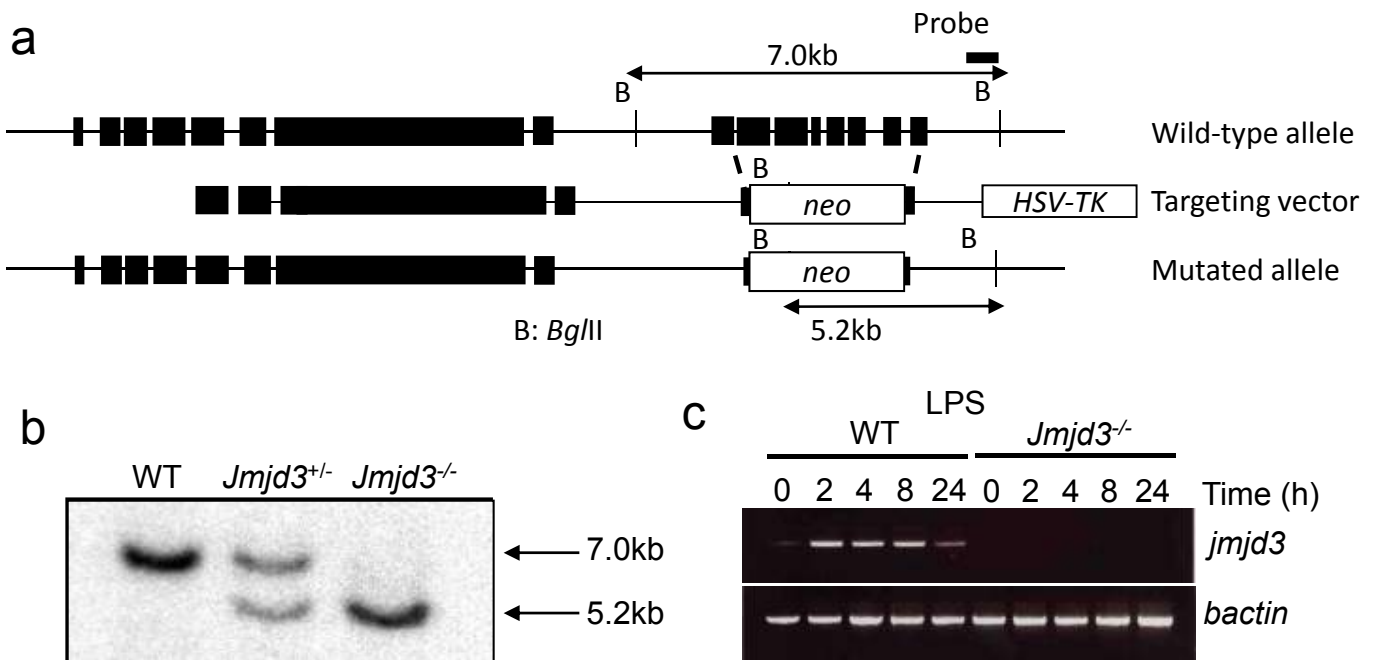 a
Probe
7.0kb
B B
Wild-type allele
B
neo HSV-TK Targeting vector
B B
neo Mutated allele
B: BglII 5.2kb
b
WT Jmjd3+/- Jmjd3-/-
7.0kb
5.2kb
c
LPS
WT Jmjd3-/-
0 2 4 8 24 0 2 4 8 24 Time (h)
jmjd3
bactin